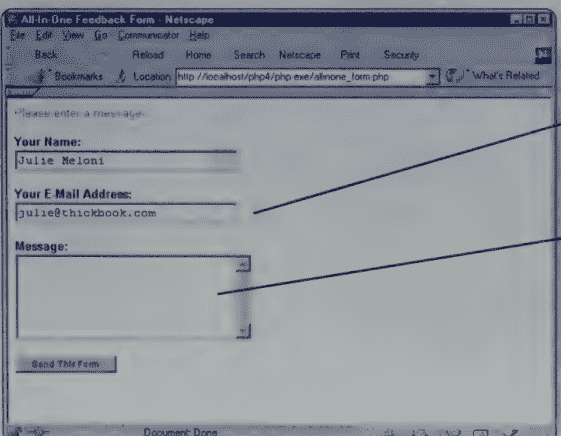 All-In-One Feedback Form - Netscape
File Edit View Go Communicator Help
Back Reload Home Search Netscape Print Security
Bookmarks Location: http://localhost/php4/php.exe/allinone_form.php What's Related
Please enter a message.
Your Name:
Julie Meloni
Your E-Mail Address:
julie@thickbook.com
Message:
Send This Form
Document: Done